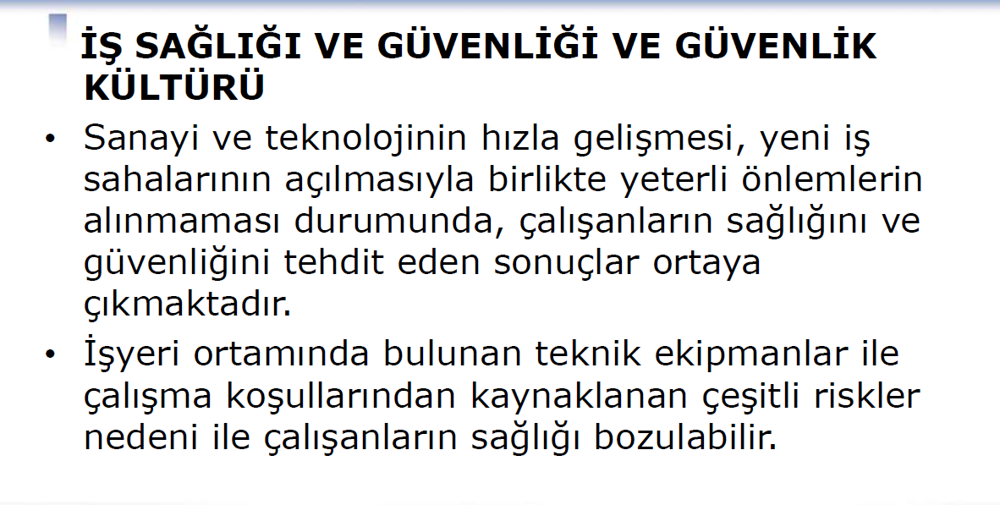 İŞ SAĞLIĞI VE GÜVENLİĞİ VE GÜVENLİK
KÜLTÜRÜ
• Sanayi ve teknolojinin hızla gelişmesi, yeni iş
sahalarının açılmasıyla birlikte yeterli önlemlerin
alınmaması durumunda, çalışanların sağlığını ve
güvenliğini tehdit eden sonuçlar ortaya
çıkmaktadır.
• İşyeri ortamında bulunan teknik ekipmanlar ile
çalışma koşullarından kaynaklanan çeşitli riskler
nedeni ile çalışanların sağlığı bozulabilir.